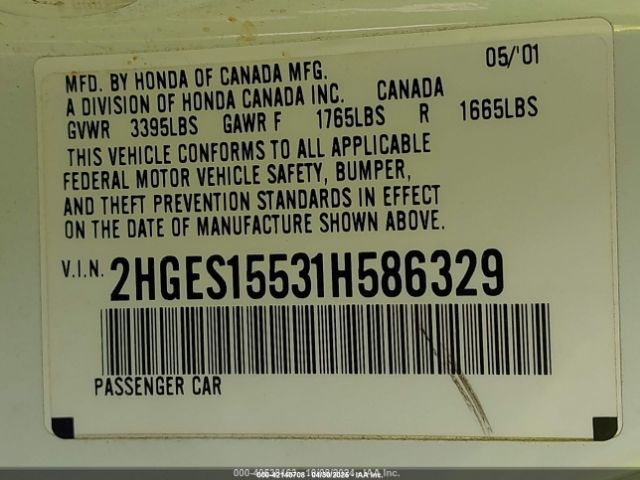 05/'01
MFD. BY HONDA OF CANADA MFG.
A DIVISION OF HONDA CANADA INC. CANADA
GVWR 3395LBS GAWR F 1765LBS R 1665LBS
THIS VEHICLE CONFORMS TO ALL APPLICABLE
FEDERAL MOTOR VEHICLE SAFETY, BUMPER,
AND THEFT PREVENTION STANDARDS IN EFFECT
ON THE DATE OF MANUFACTURE SHOWN ABOVE.
V.I.N. 2HGES15531H586329
PASSENGER CAR
IAA Inc.